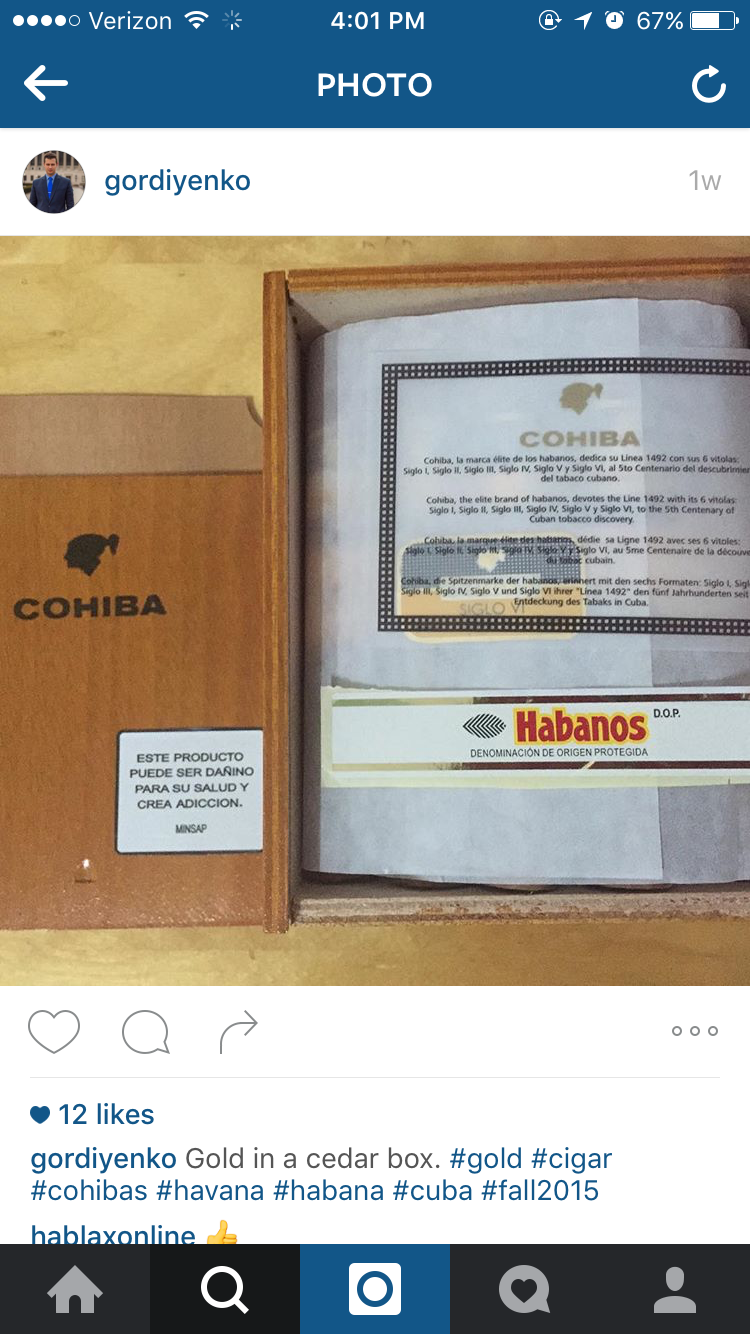 Verizon 4:01 PM 67%
PHOTO
gordiyenko 1w
COHIBA
Cohiba, la marca élite de los habanos, dedica su Línea 1492 con sus 6 vitolas:
Siglo I, Siglo II, Siglo III, Siglo IV, Siglo V y Siglo VI, al 5to Centenario del descubrimien
del tabaco cubano.
Cohiba, the elite brand of habanos, devotes the Line 1492 with its 6 vitolas:
Siglo I, Siglo II, Siglo III, Siglo IV, Siglo V y Siglo VI, to the 5th Centenary of
Cuban tobacco discovery.
Cohiba, la marque élite des habanos, dédie sa Ligne 1492 avec ses 6 vitoles:
Siglo I, Siglo II, Siglo III, Siglo IV, Siglo V y Siglo VI, au 5me Centenaire de la découve
du tabac cubain.
Cohiba, die Spitzenmarke der habanos, erinnert mit den sechs Formaten: Siglo I, Sigl
Siglo III, Siglo IV, Siglo V und Siglo VI ihrer "Línea 1492" den fünf Jahrhunderten seit
Entdeckung des Tabaks in Cuba.
SIGLO VI
COHIBA
Habanos D.O.P.
DENOMINACIÓN DE ORIGEN PROTEGIDA
ESTE PRODUCTO
PUEDE SER DAÑINO
PARA SU SALUD Y
CREA ADICCION.
MINSAP
12 likes
gordiyenko Gold in a cedar box. #gold #cigar
#cohibas #havana #habana #cuba #fall2015
hablaxonline 👍